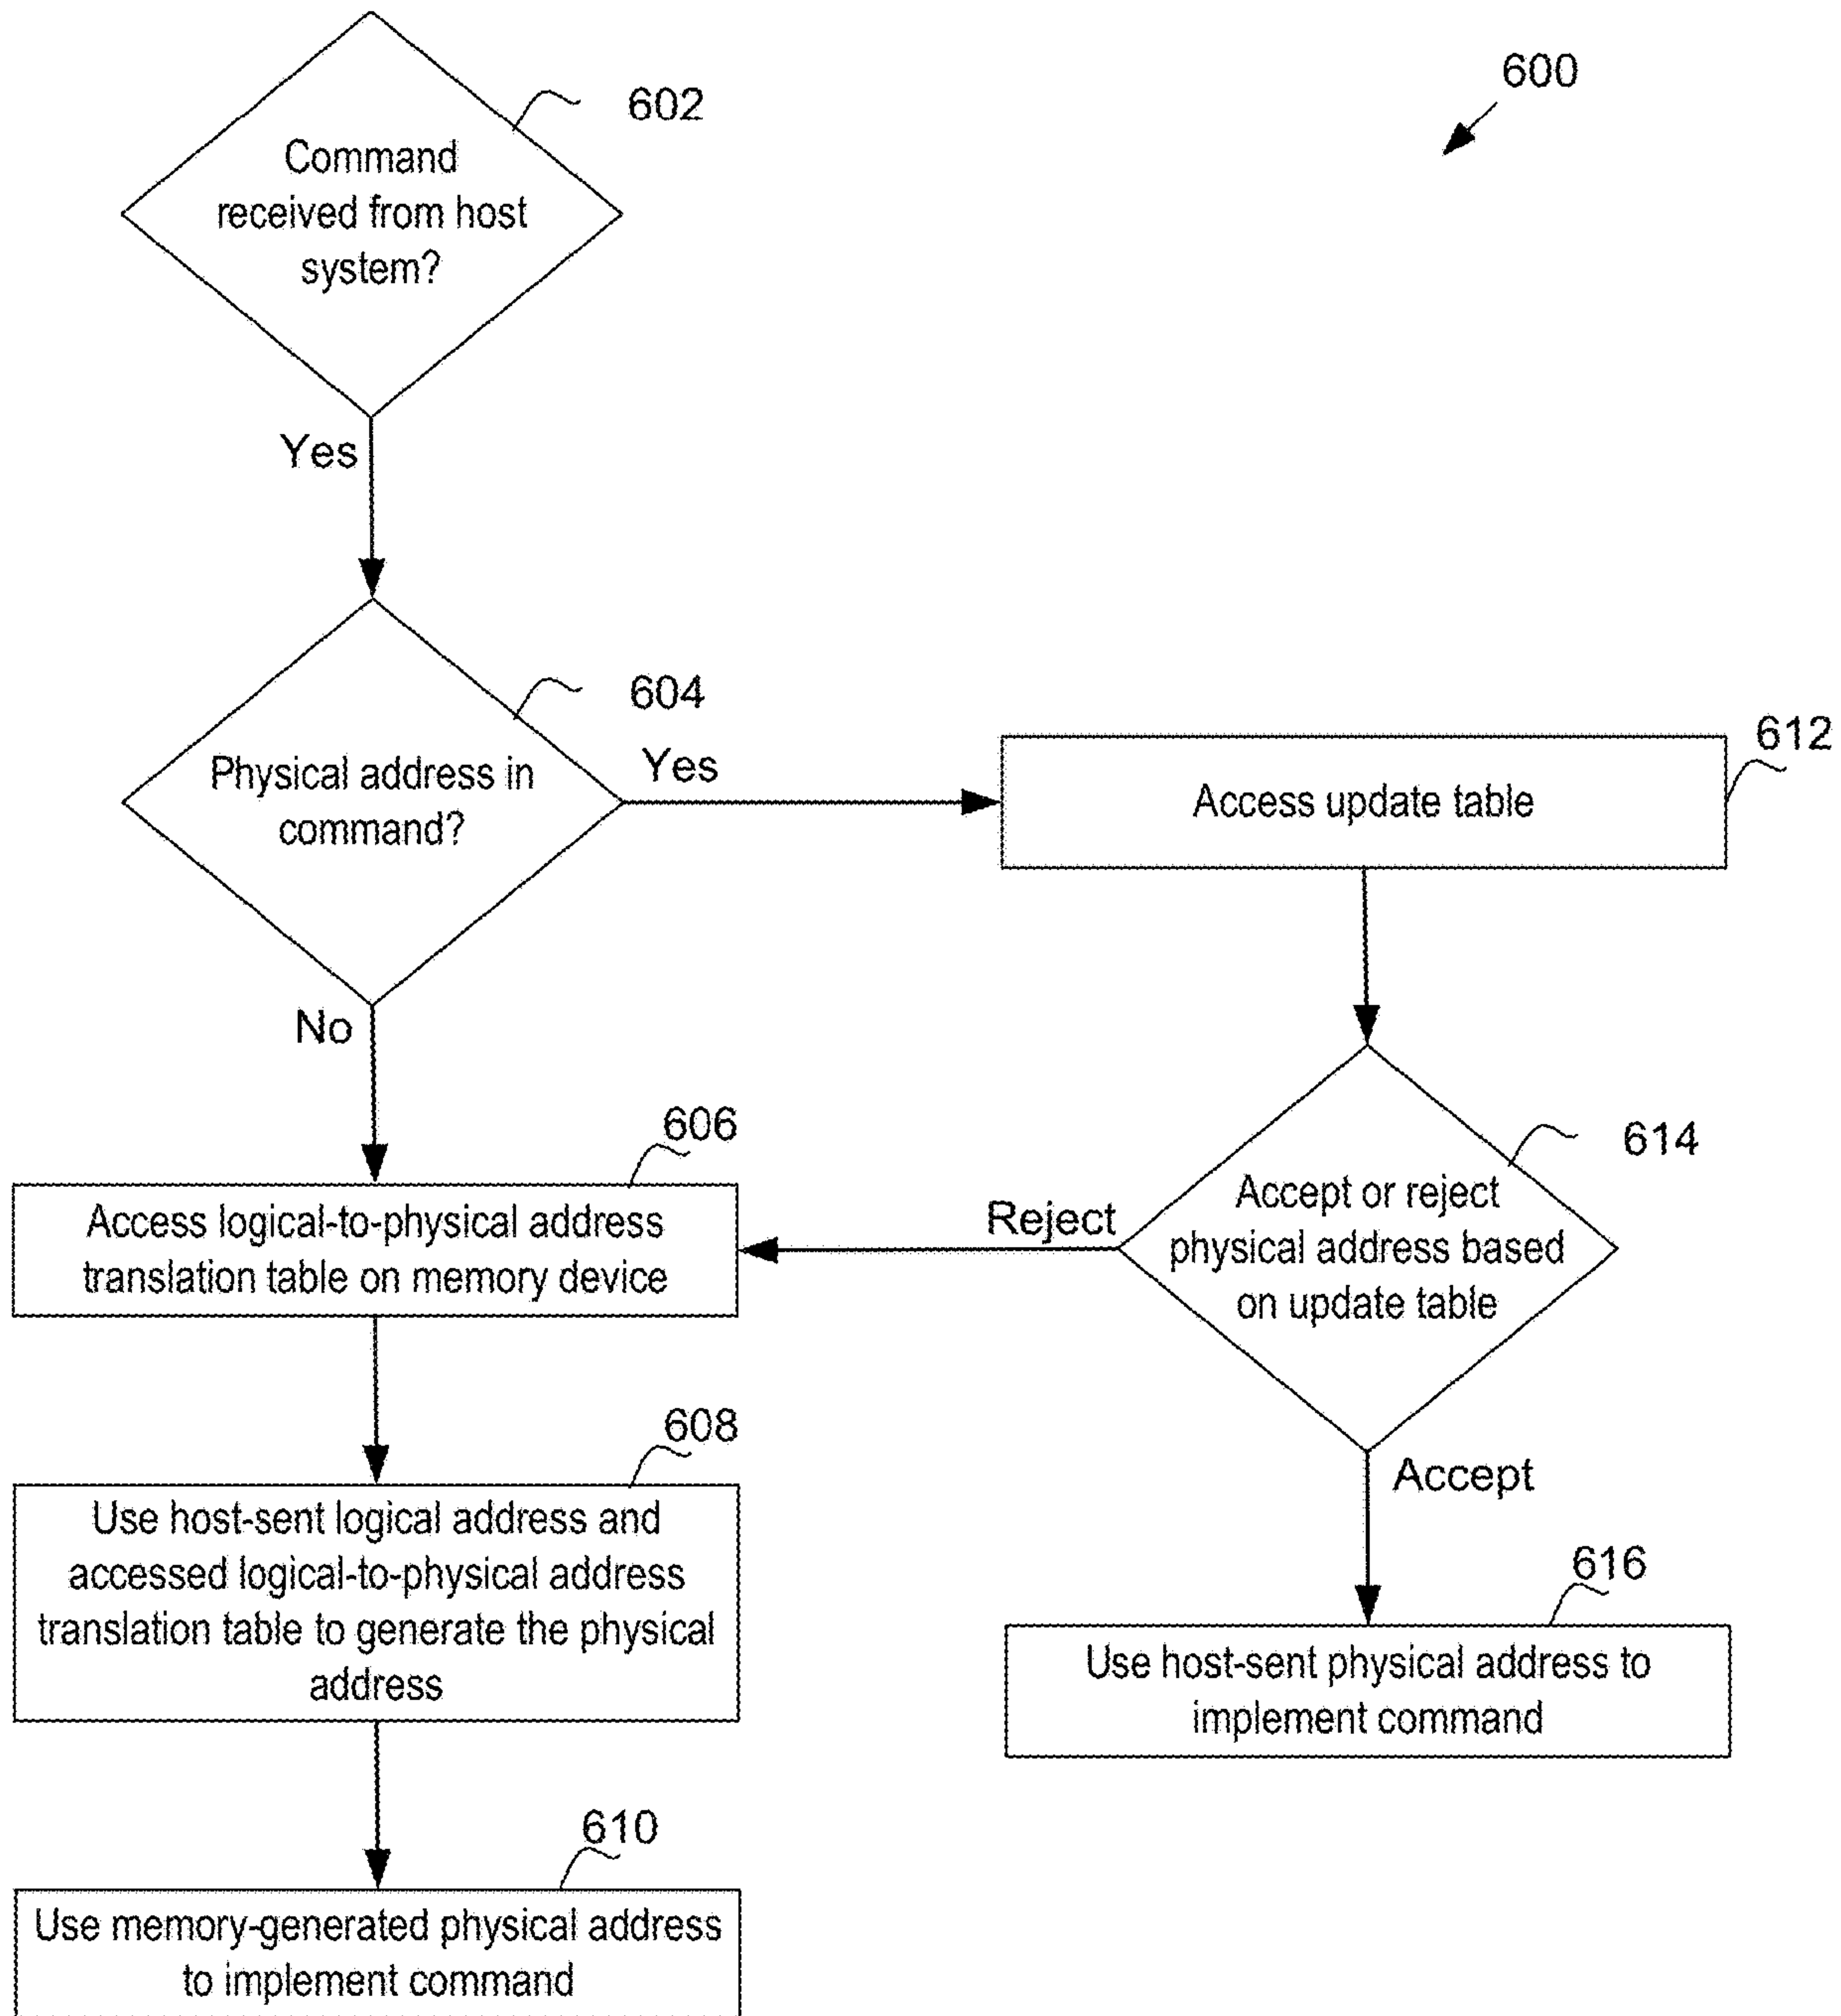 600
602
Command
received from host
system?
Yes
604
Physical address in
command?
Yes
612
Access update table
No
606
Access logical-to-physical address
translation table on memory device
Reject
614
Accept or reject
physical address based
on update table
608
Use host-sent logical address and
accessed logical-to-physical address
translation table to generate the physical
address
Accept
616
Use host-sent physical address to
implement command
610
Use memory-generated physical address
to implement command